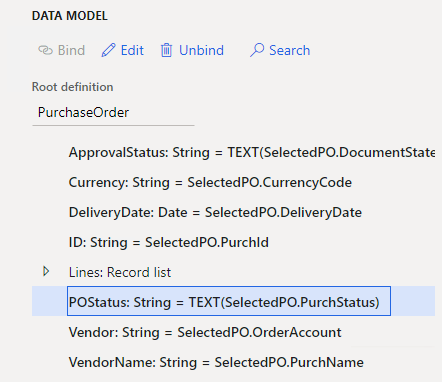 DATA MODEL
Bind Edit Unbind Search
Root definition
PurchaseOrder
ApprovalStatus: String = TEXT(SelectedPO.DocumentState
Currency: String = SelectedPO.CurrencyCode
DeliveryDate: Date = SelectedPO.DeliveryDate
ID: String = SelectedPO.PurchId
Lines: Record list
POStatus: String = TEXT(SelectedPO.PurchStatus)
Vendor: String = SelectedPO.OrderAccount
VendorName: String = SelectedPO.PurchName